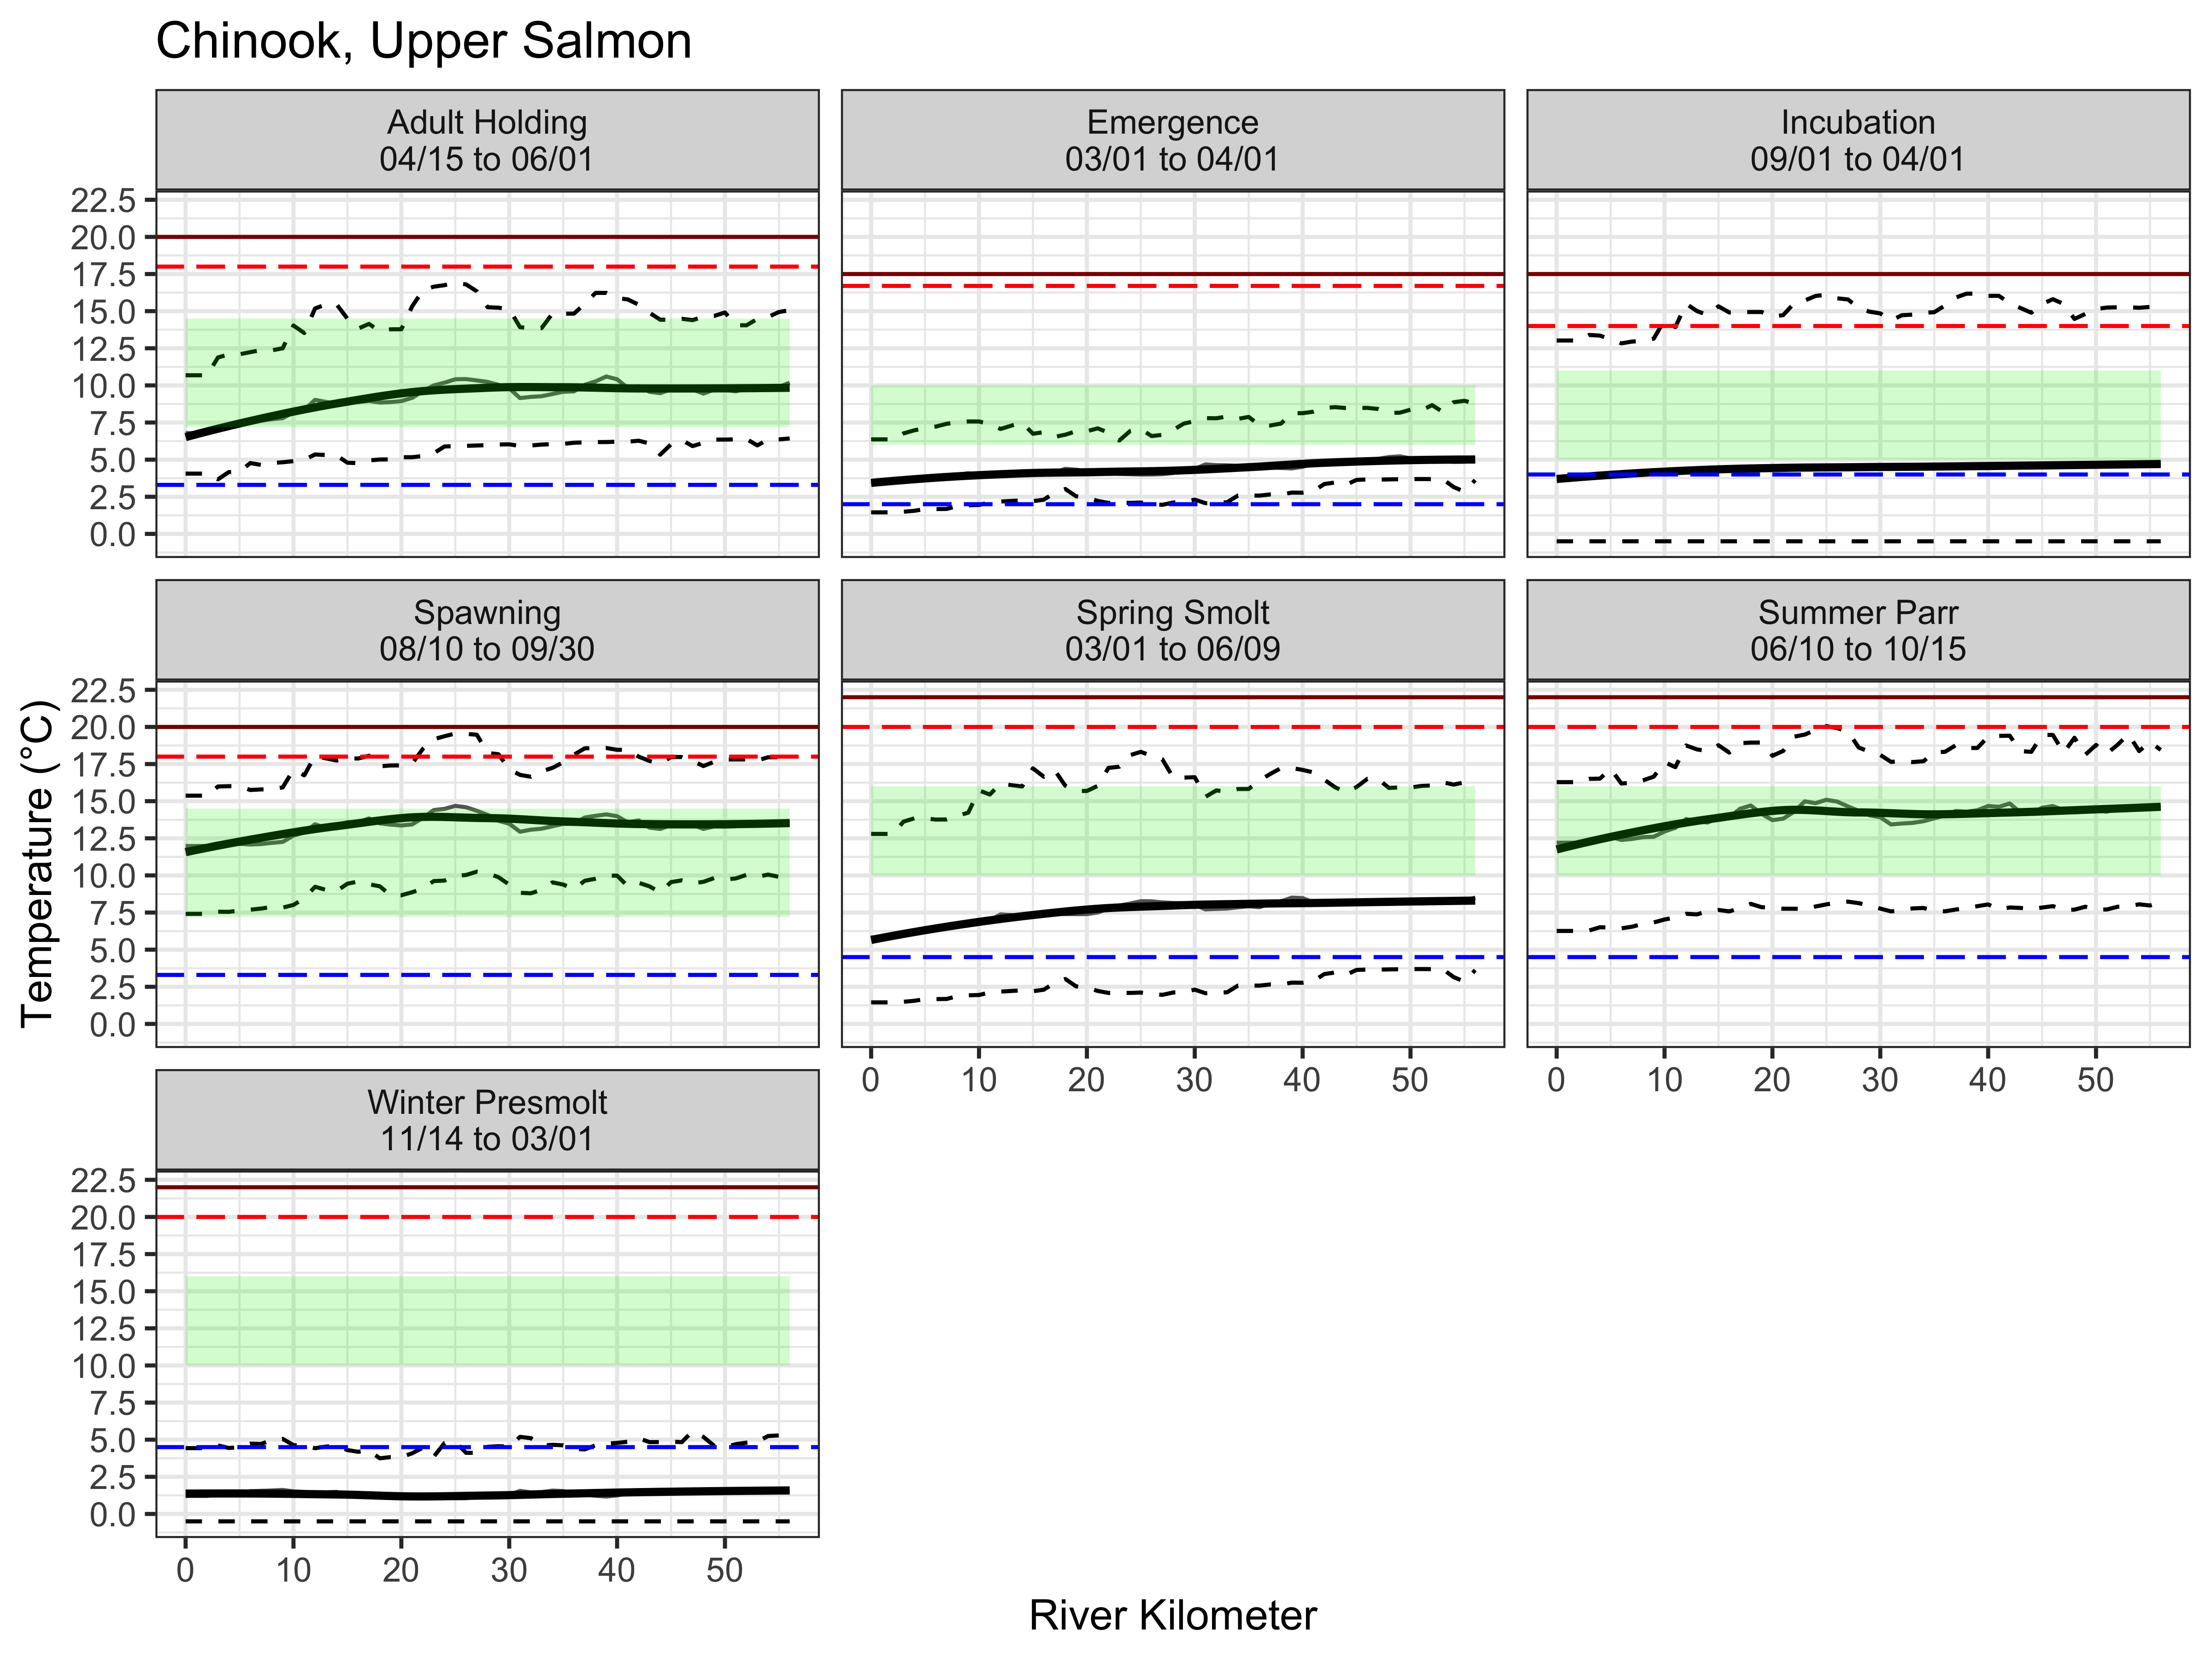 Chinook, Upper Salmon
Adult Holding
04/15 to 06/01
Emergence
03/01 to 04/01
Incubation
09/01 to 04/01
22.5
20.0
17.5
15.0
12.5
10.0
7.5
5.0
2.5
0.0
Spawning
08/10 to 09/30
Spring Smolt
03/01 to 06/09
Summer Parr
06/10 to 10/15
22.5
20.0
17.5
15.0
12.5
10.0
7.5
5.0
2.5
0.0
Temperature (°C)
0 10 20 30 40 50
0 10 20 30 40 50
Winter Presmolt
11/14 to 03/01
22.5
20.0
17.5
15.0
12.5
10.0
7.5
5.0
2.5
0.0
0 10 20 30 40 50
River Kilometer